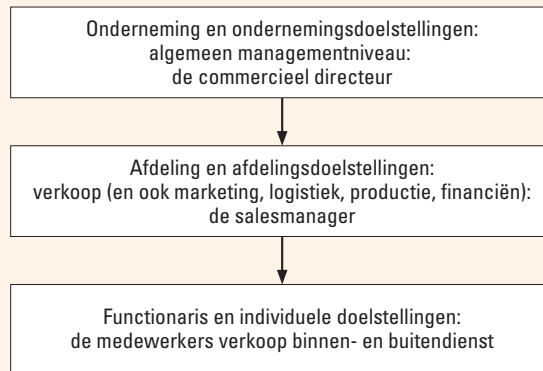 Onderneming en ondernemingsdoelstellingen:
algemeen managementniveau:
de commercieel directeur
Afdeling en afdelingsdoelstellingen:
verkoop (en ook marketing, logistiek, productie, financiën):
de salesmanager
Functionaris en individuele doelstellingen:
de medewerkers verkoop binnen- en buitendienst